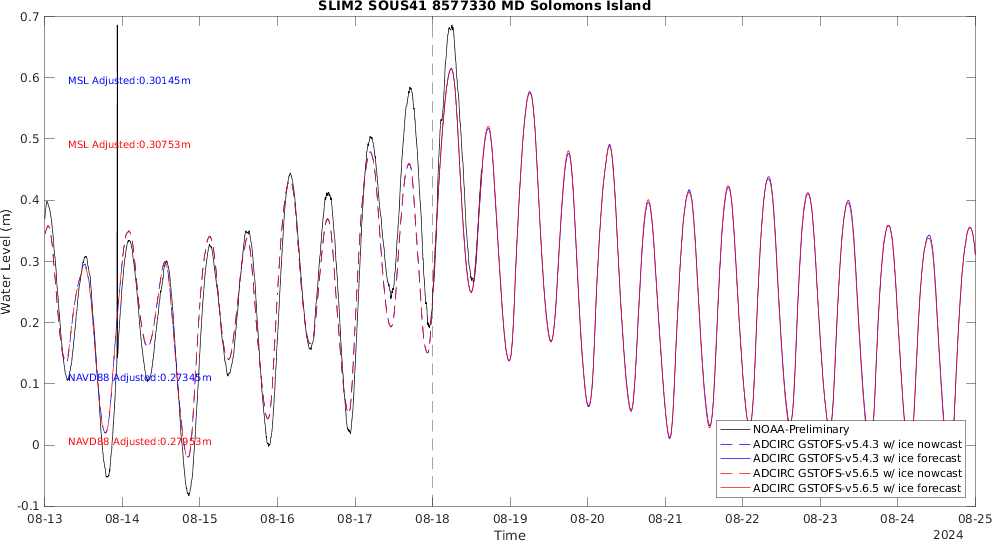 SLIM2 SOUS41 8577330 MD Solomons Island
0.7
0.6
0.5
0.4
0.3
0.2
0.1
0
-0.1
Water Level (m)
MSL Adjusted:0.30145m
MSL Adjusted:0.30753m
NAVD88 Adjusted:0.27345m
NAVD88 Adjusted:0.27953m
NOAA-Preliminary
ADCIRC GSTOFS-v5.4.3 w/ ice nowcast
ADCIRC GSTOFS-v5.4.3 w/ ice forecast
ADCIRC GSTOFS-v5.6.5 w/ ice nowcast
ADCIRC GSTOFS-v5.6.5 w/ ice forecast
08-13 08-14 08-15 08-16 08-17 08-18 08-19 08-20 08-21 08-22 08-23 08-24 08-25
Time
2024